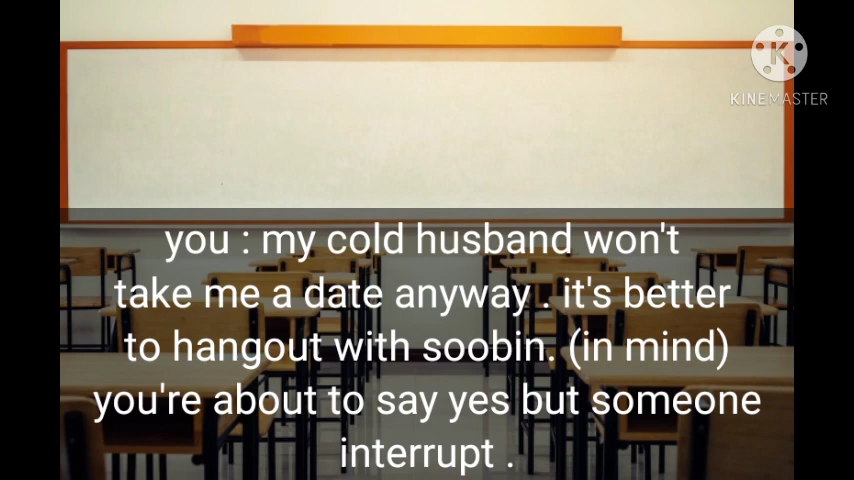 KINEMASTER
you : my cold husband won't
take me a date anyway . it's better
to hangout with soobin. (in mind)
you're about to say yes but someone
interrupt .